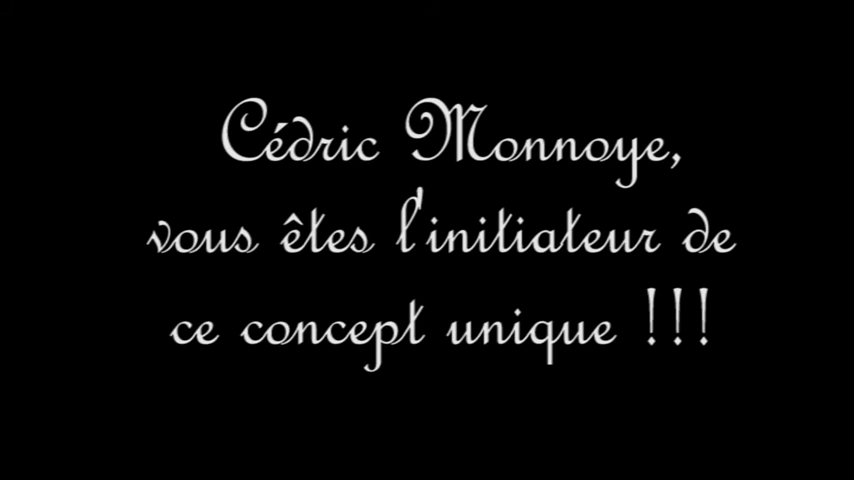 Cédric Monnoye,
vous êtes l'initiateur de
ce concept unique !!!